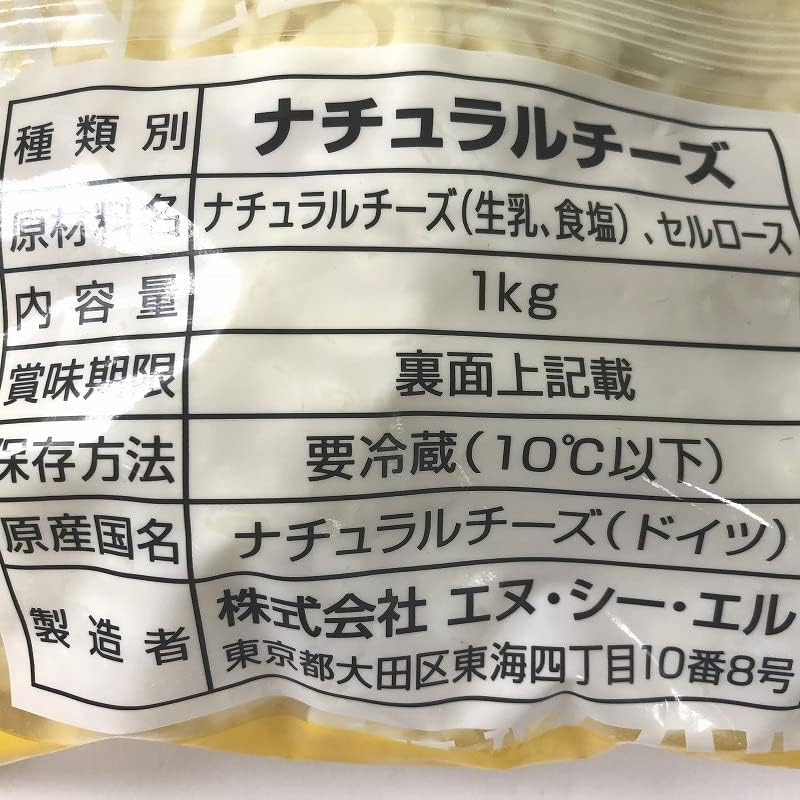 種類別 ナチュラルチーズ
原材料名 ナチュラルチーズ(生乳、食塩)、セルロース
内容量 1kg
賞味期限 裏面上記載
保存方法 要冷蔵(10℃以下)
原産国名 ナチュラルチーズ(ドイツ)
製造者 株式会社 エヌ・シー・エル
東京都大田区東海四丁目10番8号